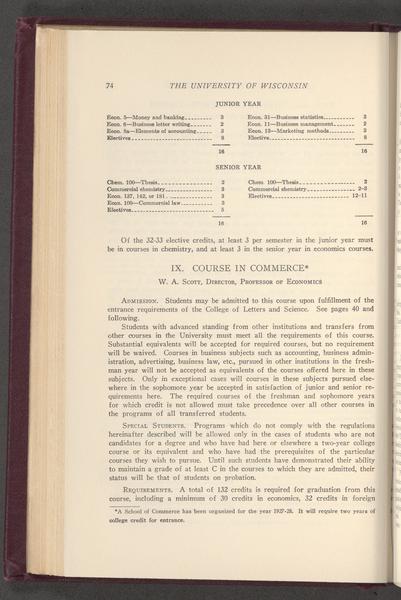 74 THE UNIVERSITY OF WISCONSIN
JUNIOR YEAR
Econ. 5—Money and banking 3 Econ. 31—Business statistics 3
Econ. 6—Business letter writing 2 Econ. 11—Business management 2
Econ. 8a—Elements of accounting 3 Econ. 13—Marketing methods 3
Electives 8 Elective 8
16 16
SENIOR YEAR
Chem. 100—Thesis 2 Chem 100—Thesis 2
Commercial chemistry 3 Commercial chemistry 2-3
Econ. 137, 142, or 181 3 Electives 12-11
Econ. 109—Commercial law 3
Electives 5
16 16
Of the 32-33 elective credits, at least 3 per semester in the junior year must
be in courses in chemistry, and at least 3 in the senior year in economics courses.
IX. COURSE IN COMMERCE*
W. A. SCOTT, DIRECTOR, PROFESSOR OF ECONOMICS
ADMISSION. Students may be admitted to this course upon fulfillment of the
entrance requirements of the College of Letters and Science. See pages 40 and
following.
Students with advanced standing from other institutions and transfers from
other courses in the University must meet all the requirements of this course.
Substantial equivalents will be accepted for required courses, but no requirement
will be waived. Courses in business subjects such as accounting, business admin-
istration, advertising, business law, etc., pursued in other institutions in the fresh-
man year will not be accepted as equivalents of the courses offered here in these
subjects. Only in exceptional cases will courses in these subjects pursued else-
where in the sophomore year be accepted in satisfaction of junior and senior re-
quirements here. The required courses of the freshman and sophomore years
for which credit is not allowed must take precedence over all other courses in
the programs of all transferred students.
SPECIAL STUDENTS. Programs which do not comply with the regulations
hereinafter described will be allowed only in the cases of students who are not
candidates for a degree and who have had here or elsewhere a two-year college
course or its equivalent and who have had the prerequisites of the particular
courses they wish to pursue. Until such students have demonstrated their ability
to maintain a grade of at least C in the courses to which they are admitted, their
status will be that of students on probation.
REQUIREMENTS. A total of 132 credits is required for graduation from this
course, including a minimum of 30 credits in economics, 32 credits in foreign
*A School of Commerce has been organized for the year 1927-28. It will require two years of
college credit for entrance.